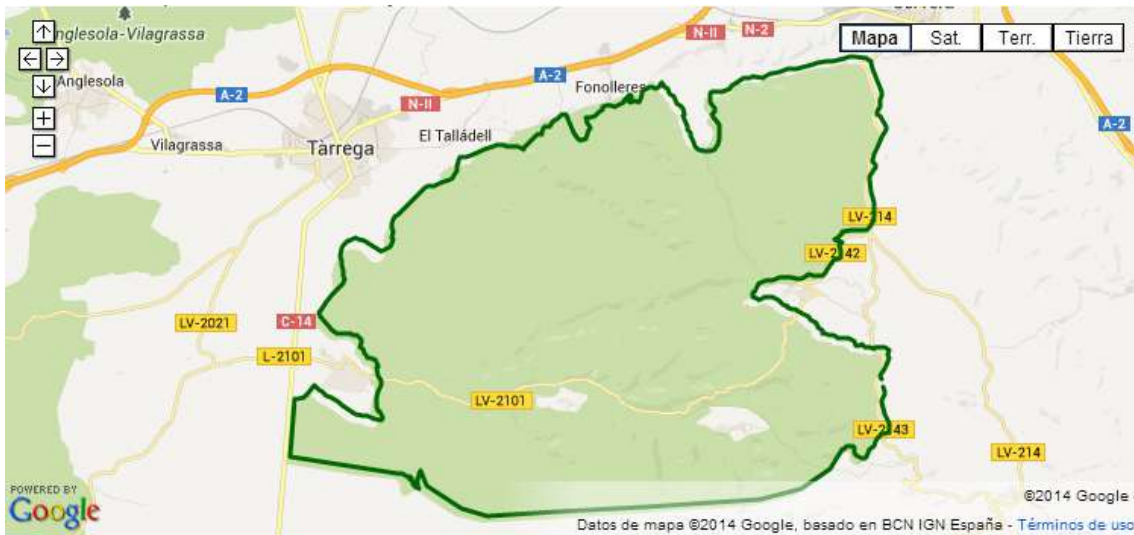 Anglesola-Vilagrassa
N-II
N-2
Mapa
Sat.
Terr.
Tierra
Anglesola
A-2
A-2
Fonolleres
N-II
A-2
El Talladell
Vilagrassa
Tàrrega
LV-214
LV-2142
LV-2021
C-14
L-2101
LV-2101
LV-2143
LV-214
POWERED BY
Google
©2014 Google -
Datos de mapa ©2014 Google, basado en BCN IGN España - Términos de uso